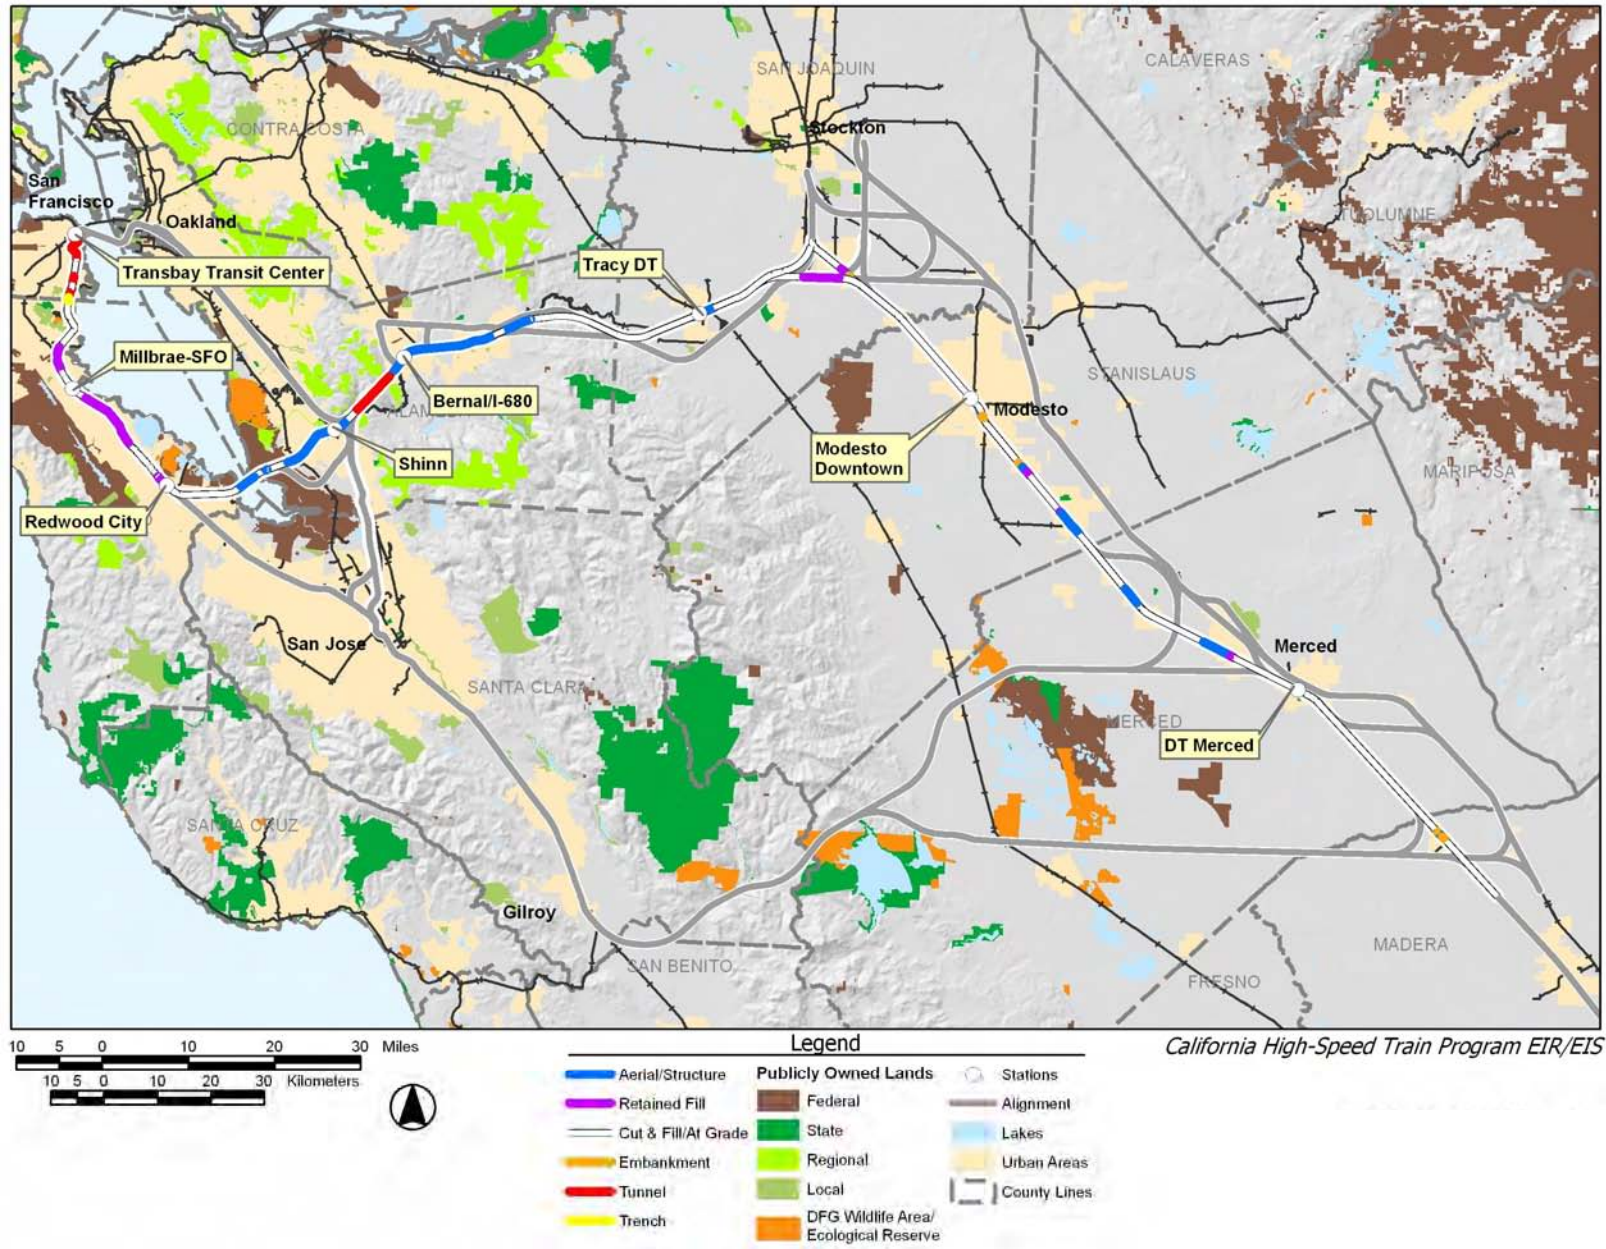 CALAVERAS
SAN JOAQUIN
CONTRA COSTA
Stockton
San
Francisco
Oakland
TUOLUMNE
Transbay Transit Center
Tracy DT
Millbrae-SFO
STANISLAUS
Bernal/I-680
Modesto
Modesto
Downtown
Shinn
MARIPOSA
Redwood City
San Jose
Merced
SANTA CLARA
MERCED
DT Merced
SANTA CRUZ
Gilroy
MADERA
SAN BENITO
FRESNO
10 5 0 10 20 30 Miles
10 5 0 10 20 30 Kilometers
California High-Speed Train Program EIR/EIS
Legend
Aerial/Structure
Retained Fill
Cut & Fill/At Grade
Embankment
Tunnel
Trench
Publicly Owned Lands
Federal
State
Regional
Local
DFG Wildlife Area/
Ecological Reserve
Stations
Alignment
Lakes
Urban Areas
County Lines